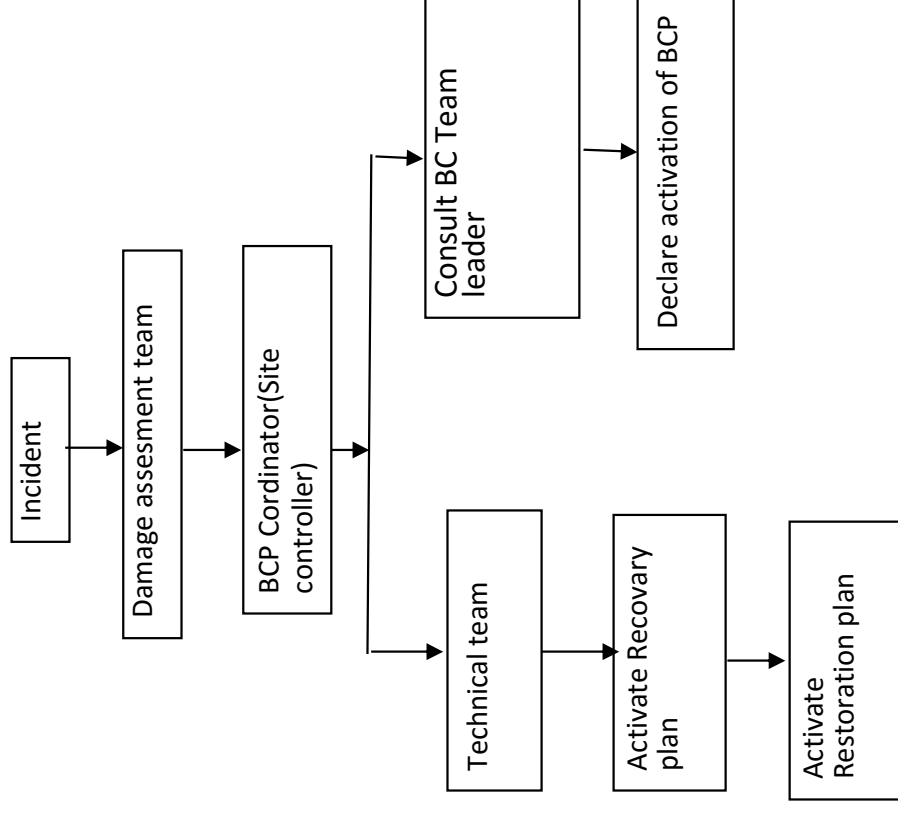 Incident
Damage assesment team
BCP Cordinator(Site
controller)
Consult BC Team
leader
Declare activation of BCP
Technical team
Activate Recovary
plan
Activate
Restoration plan